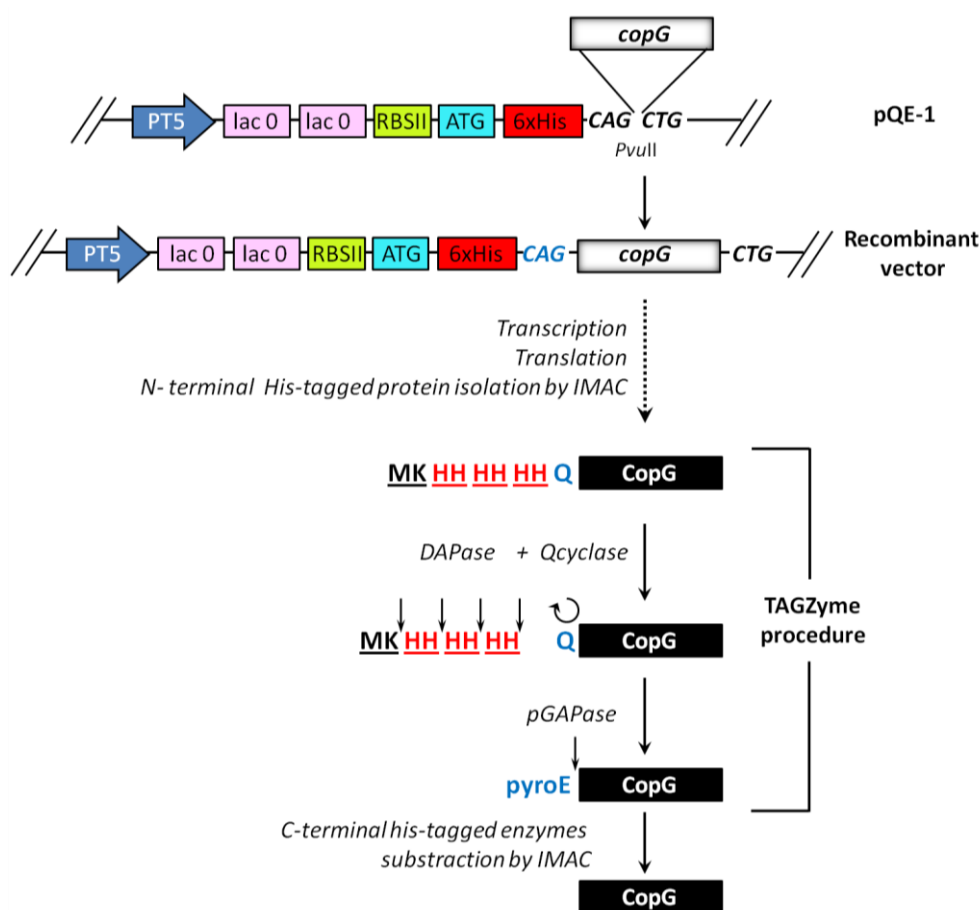 copG
PT5 lac 0 lac 0 RBSII ATG 6xHis CAG CTG pQE-1
PvuII
PT5 lac 0 lac 0 RBSII ATG 6xHis CAG copG CTG Recombinant
vector
Transcription
Translation
N- terminal His-tagged protein isolation by IMAC
MK HH HH HH Q CopG
DAPase + Qcyclase
TAGZyme
procedure
MK HH HH HH Q CopG
pGAPase
pyroE CopG
C-terminal his-tagged enzymes
substraction by IMAC
CopG